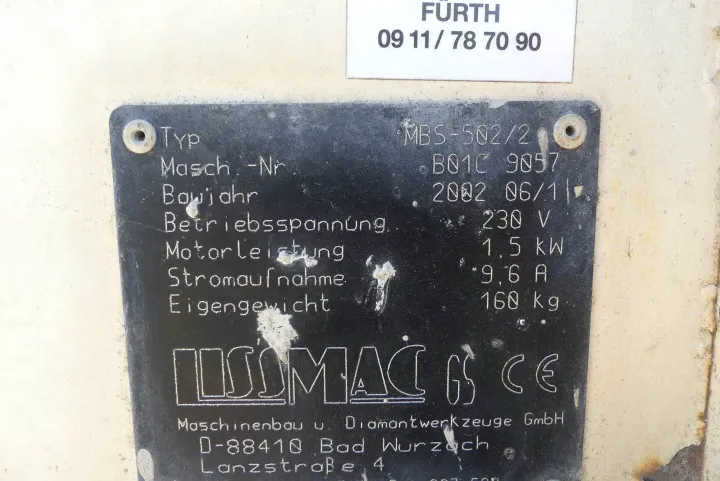 FÜRTH
09 11/ 78 70 90
Typ MBS-502/2
Masch.-Nr. B01C 9057
Baujahr 2002 06/11
Betriebsspannung 230 V
Motorleistung 1,5 kW
Stromaufnahme 9,6 A
Eigengewicht 160 kg
LISSMAC GS CE
Maschinenbau u. Diamantwerkzeuge GmbH
D-88410 Bad Wurzach
Lanzstraße 4